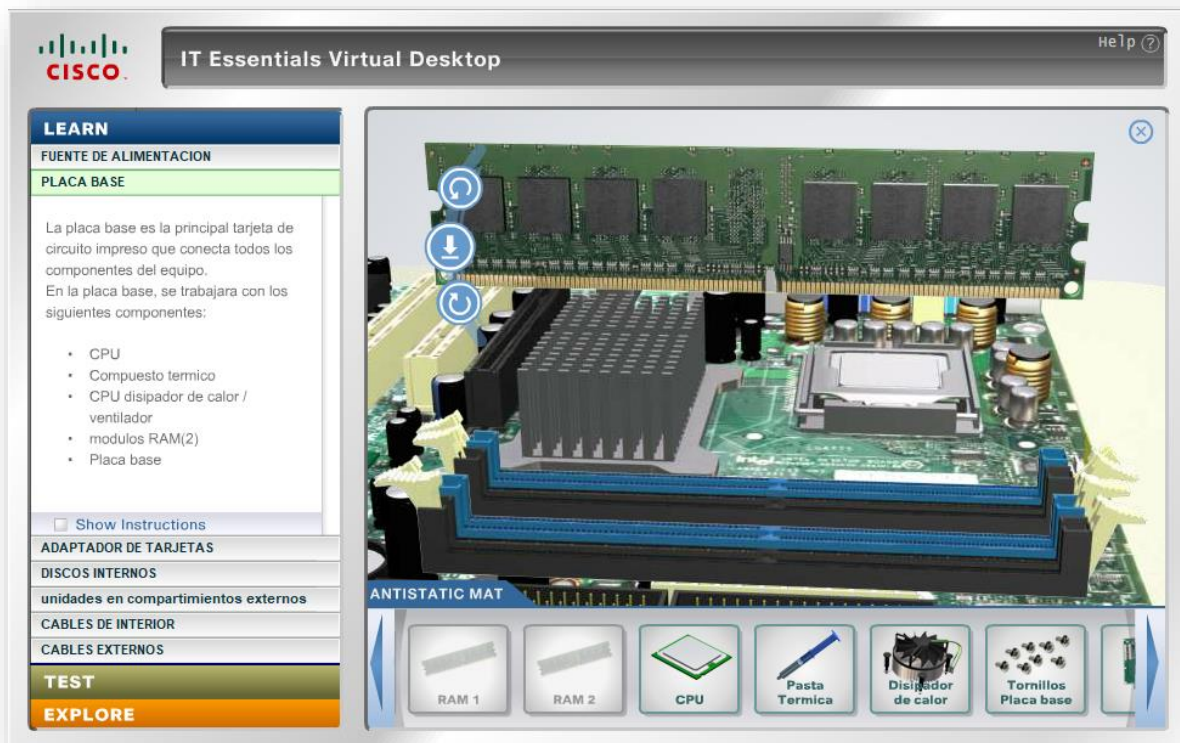 CISCO
IT Essentials Virtual Desktop
Help ?
LEARN
FUENTE DE ALIMENTACION
PLACA BASE
La placa base es la principal tarjeta de
circuito impreso que conecta todos los
componentes del equipo.
En la placa base, se trabajara con los
siguientes componentes:
• CPU
• Compuesto termico
• CPU disipador de calor /
ventilador
• modulos RAM(2)
• Placa base
Show Instructions
ADAPTADOR DE TARJETAS
DISCOS INTERNOS
unidades en compartimientos externos
CABLES DE INTERIOR
CABLES EXTERNOS
TEST
EXPLORE
intel
ANTISTATIC MAT
RAM 1
RAM 2
CPU
Pasta
Termica
Disipador
de calor
Tornillos
Placa base